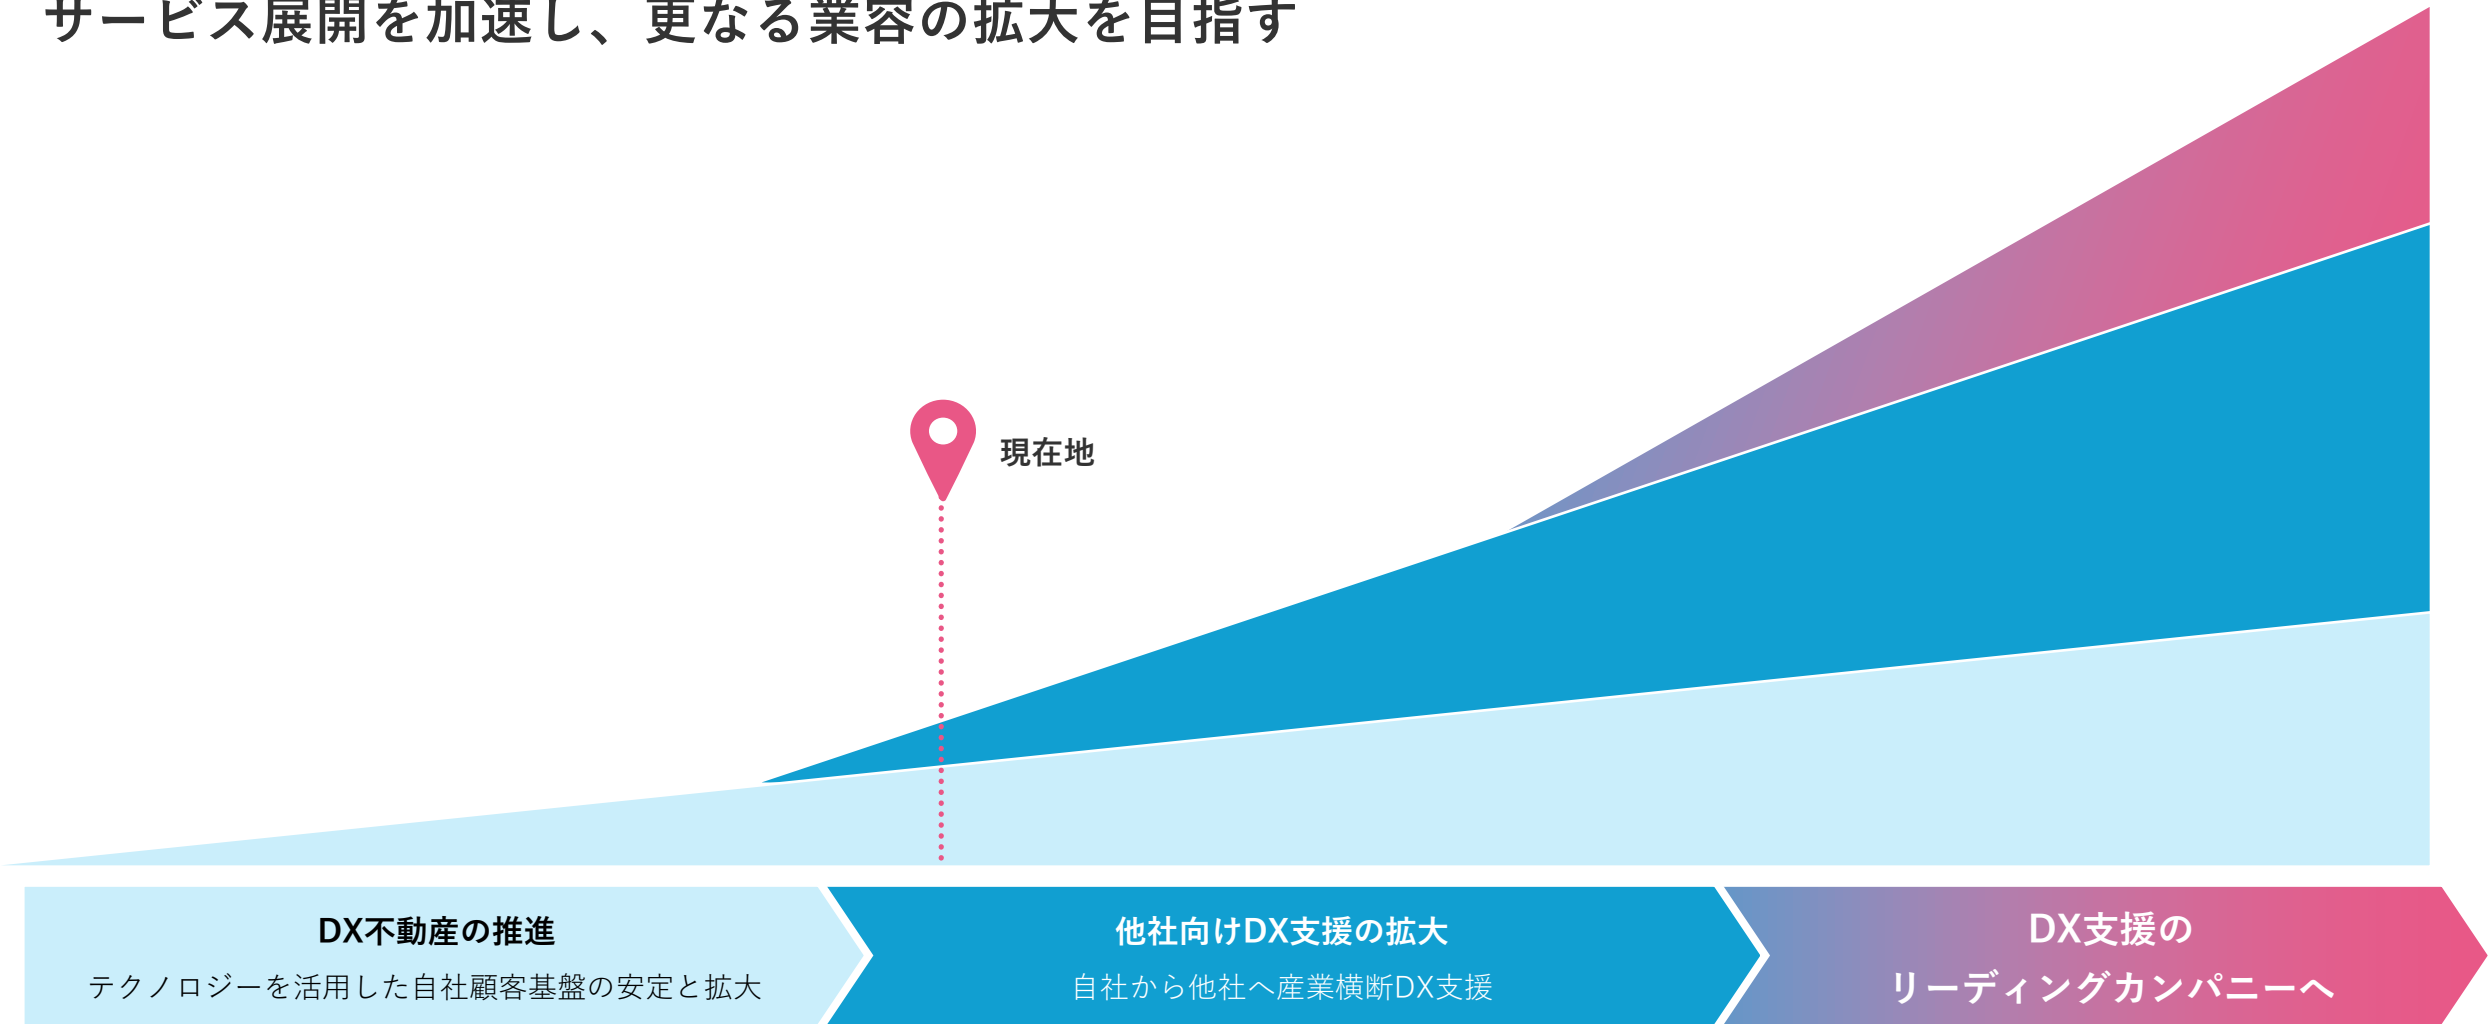 サービス展開を加速し、更なる業容の拡大を目指す
現在地
DX不動産の推進
テクノロジーを活用した自社顧客基盤の安定と拡大
他社向けDX支援の拡大
自社から他社へ産業横断DX支援
DX支援の
リーディングカンパニーへ